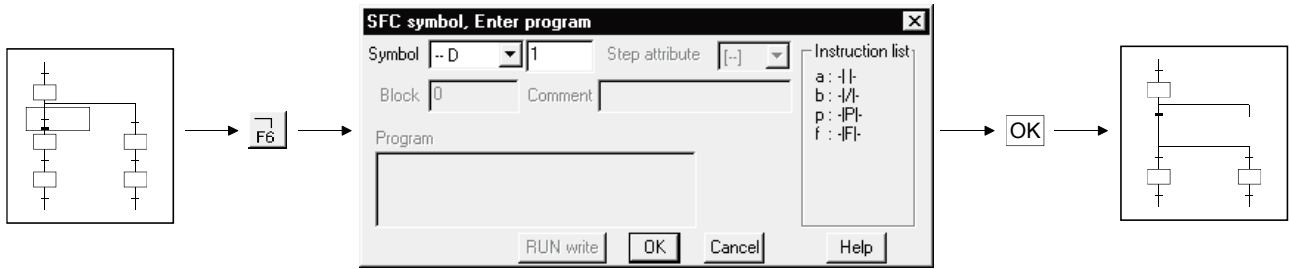 SFC symbol, Enter program
Symbol -- D 1 Step attribute [--]
Instruction list
a : -| |-
b : -|/|-
p : -|P|-
f : -|F|-
Block 0 Comment
Program
F6
OK
RUN write OK Cancel Help